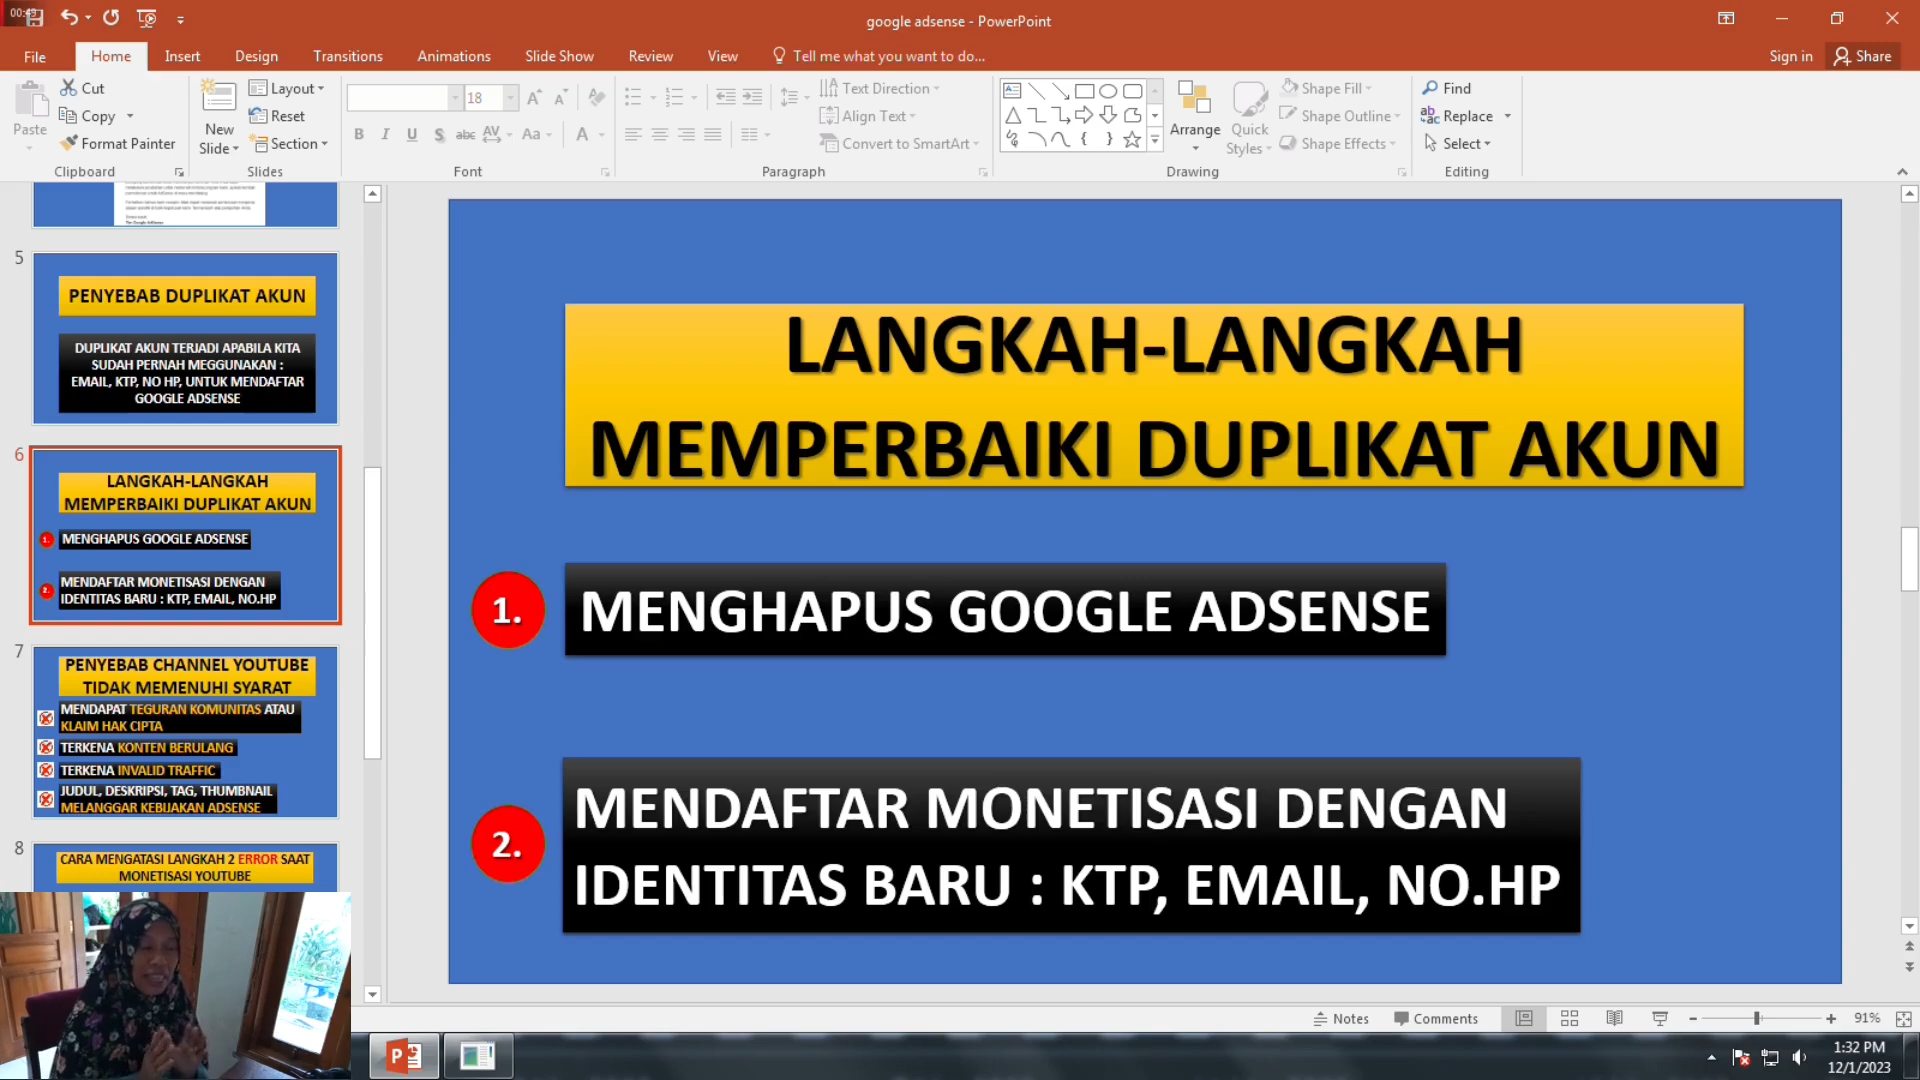 00:49
google adsense - PowerPoint
File
Home
Insert
Design
Transitions
Animations
Slide Show
Review
View
Tell me what you want to do...
Sign in
Share
Paste
Cut
Copy
Format Painter
Clipboard
New
Slide
Layout
Reset
Section
Slides
18
B I U S abc AV Aa A
Font
Text Direction
Align Text
Convert to SmartArt
Paragraph
Arrange
Quick
Styles
Shape Fill
Shape Outline
Shape Effects
Drawing
Find
Replace
Select
Editing
5
PENYEBAB DUPLIKAT AKUN
DUPLIKAT AKUN TERJADI APABILA KITA
SUDAH PERNAH MEGGUNAKAN :
EMAIL, KTP, NO HP, UNTUK MENDAFTAR
GOOGLE ADSENSE
6
LANGKAH-LANGKAH
MEMPERBAIKI DUPLIKAT AKUN
1.
MENGHAPUS GOOGLE ADSENSE
2.
MENDAFTAR MONETISASI DENGAN
IDENTITAS BARU : KTP, EMAIL, NO.HP
7
PENYEBAB CHANNEL YOUTUBE
TIDAK MEMENUHI SYARAT
MENDAPAT TEGURAN KOMUNITAS ATAU
KLAIM HAK CIPTA
TERKENA KONTEN BERULANG
TERKENA INVALID TRAFFIC
JUDUL, DESKRIPSI, TAG, THUMBNAIL
MELANGGAR KEBIJAKAN ADSENSE
8
CARA MENGATASI LANGKAH 2 ERROR SAAT
MONETISASI YOUTUBE
LANGKAH-LANGKAH
MEMPERBAIKI DUPLIKAT AKUN
1.
MENGHAPUS GOOGLE ADSENSE
2.
MENDAFTAR MONETISASI DENGAN
IDENTITAS BARU : KTP, EMAIL, NO.HP
Notes
Comments
91%
1:32 PM
12/1/2023